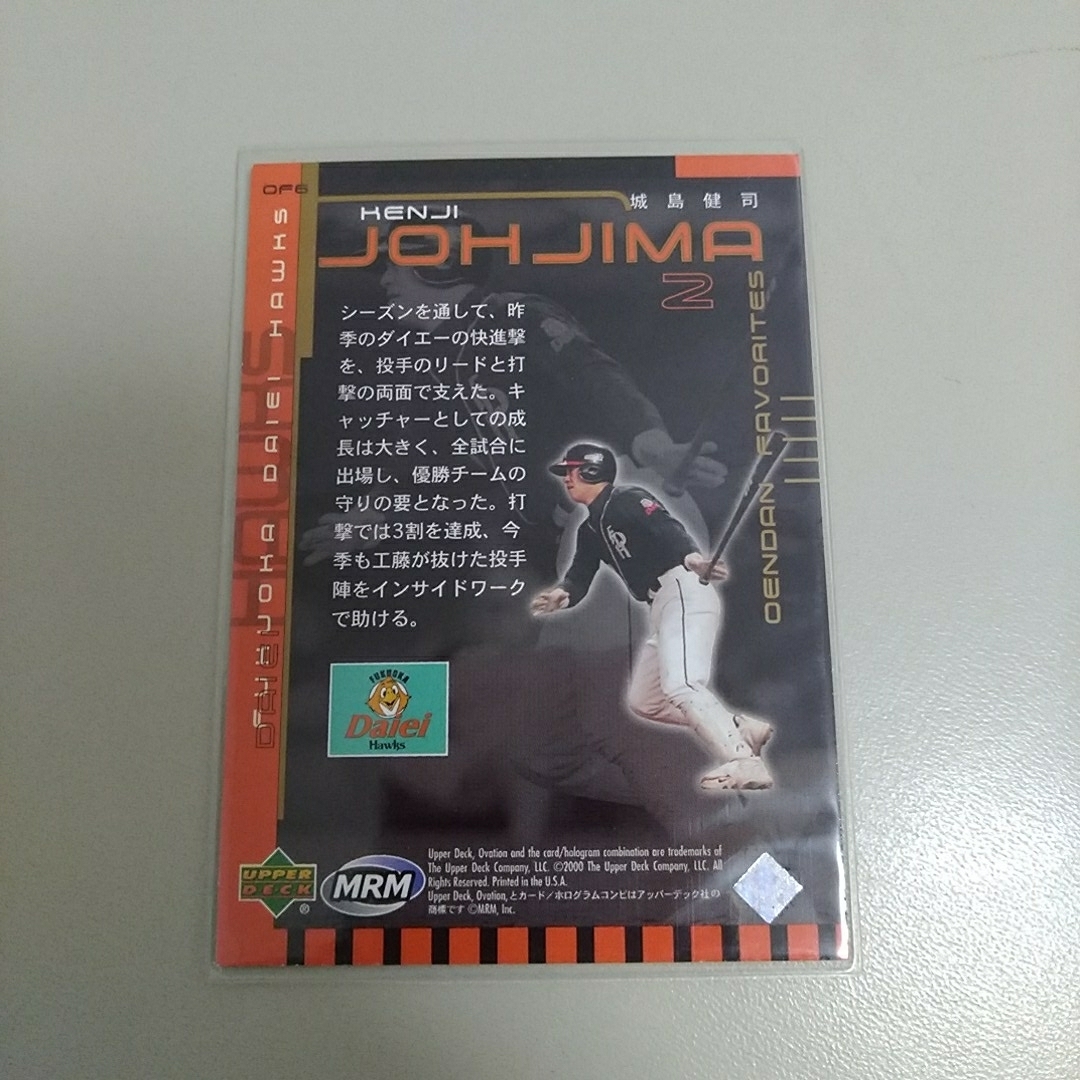 OF6
城島健司
KENJI
JOHJIMA
2
OENDAN FAVORITES
FUKUOKA DAIEI HAWKS
DAIEI HAWKS
シーズンを通して、昨
季のダイエーの快進撃
を、投手のリードと打
撃の両面で支えた。キ
ャッチャーとしての成
長は大きく、全試合に
出場し、優勝チームの
守りの要となった。打
撃では3割を達成、今
季も工藤が抜けた投手
陣をインサイドワーク
で助ける。
FDH
FUKUOKA
Daiei
Hawks
UPPER
DECK
®
MRM
Upper Deck, Ovation and the card/hologram combination are trademarks of
The Upper Deck Company, LLC. ©2000 The Upper Deck Company, LLC. All
Rights Reserved. Printed in the U.S.A.
Upper Deck, Ovation,とカード/ホログラムコンビはアッパーデック社の
商標です ©MRM, Inc.